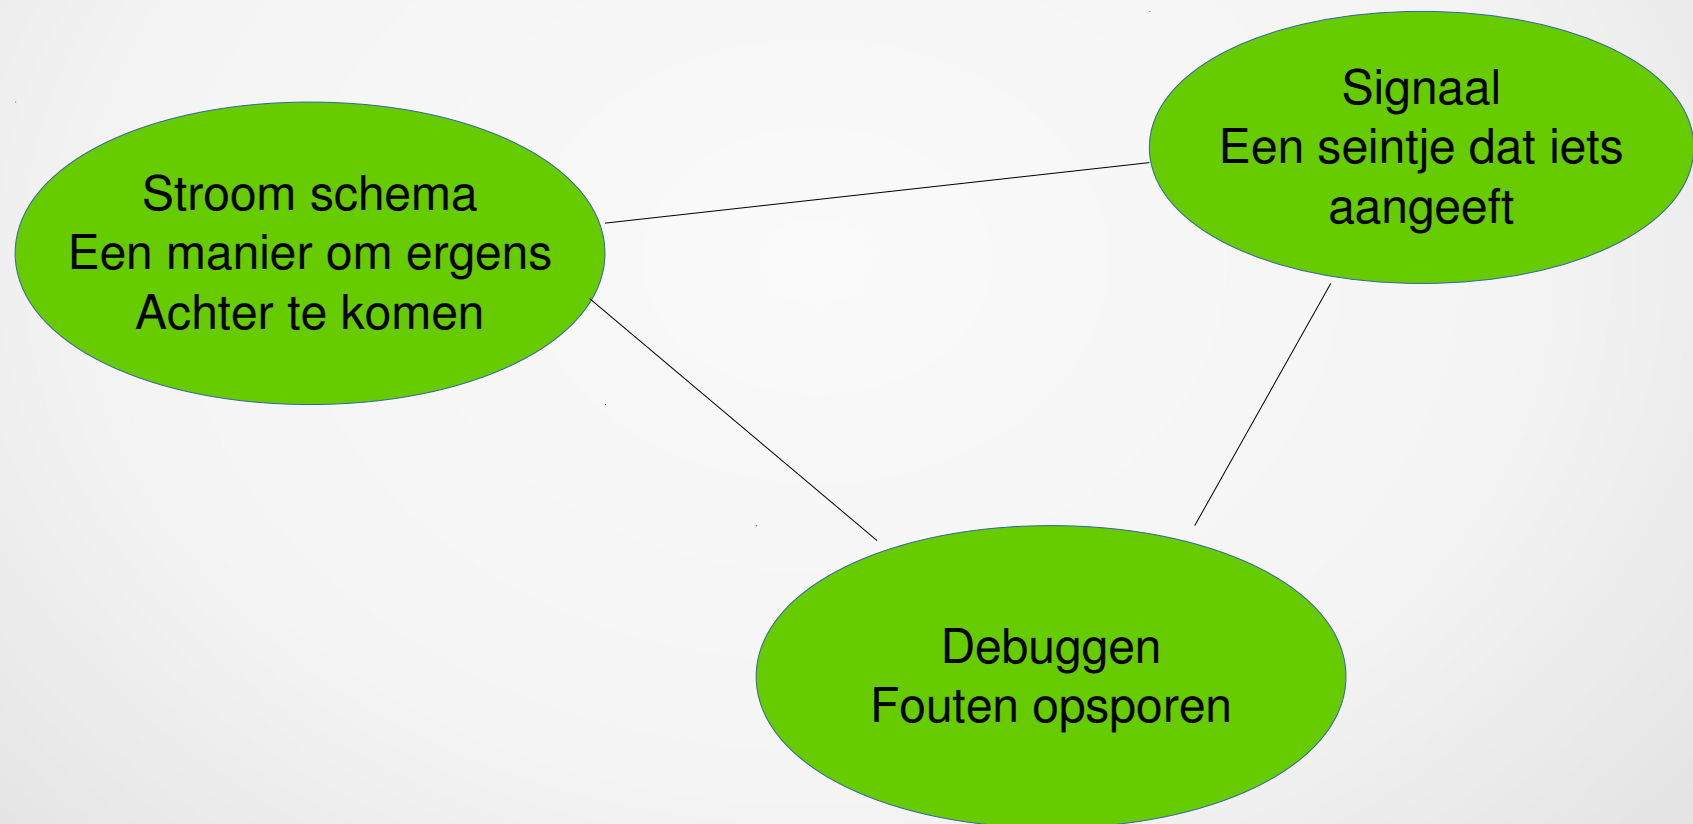 Stroom schema
Een manier om ergens
Achter te komen
Signaal
Een seintje dat iets
aangeeft
Debuggen
Fouten opsporen